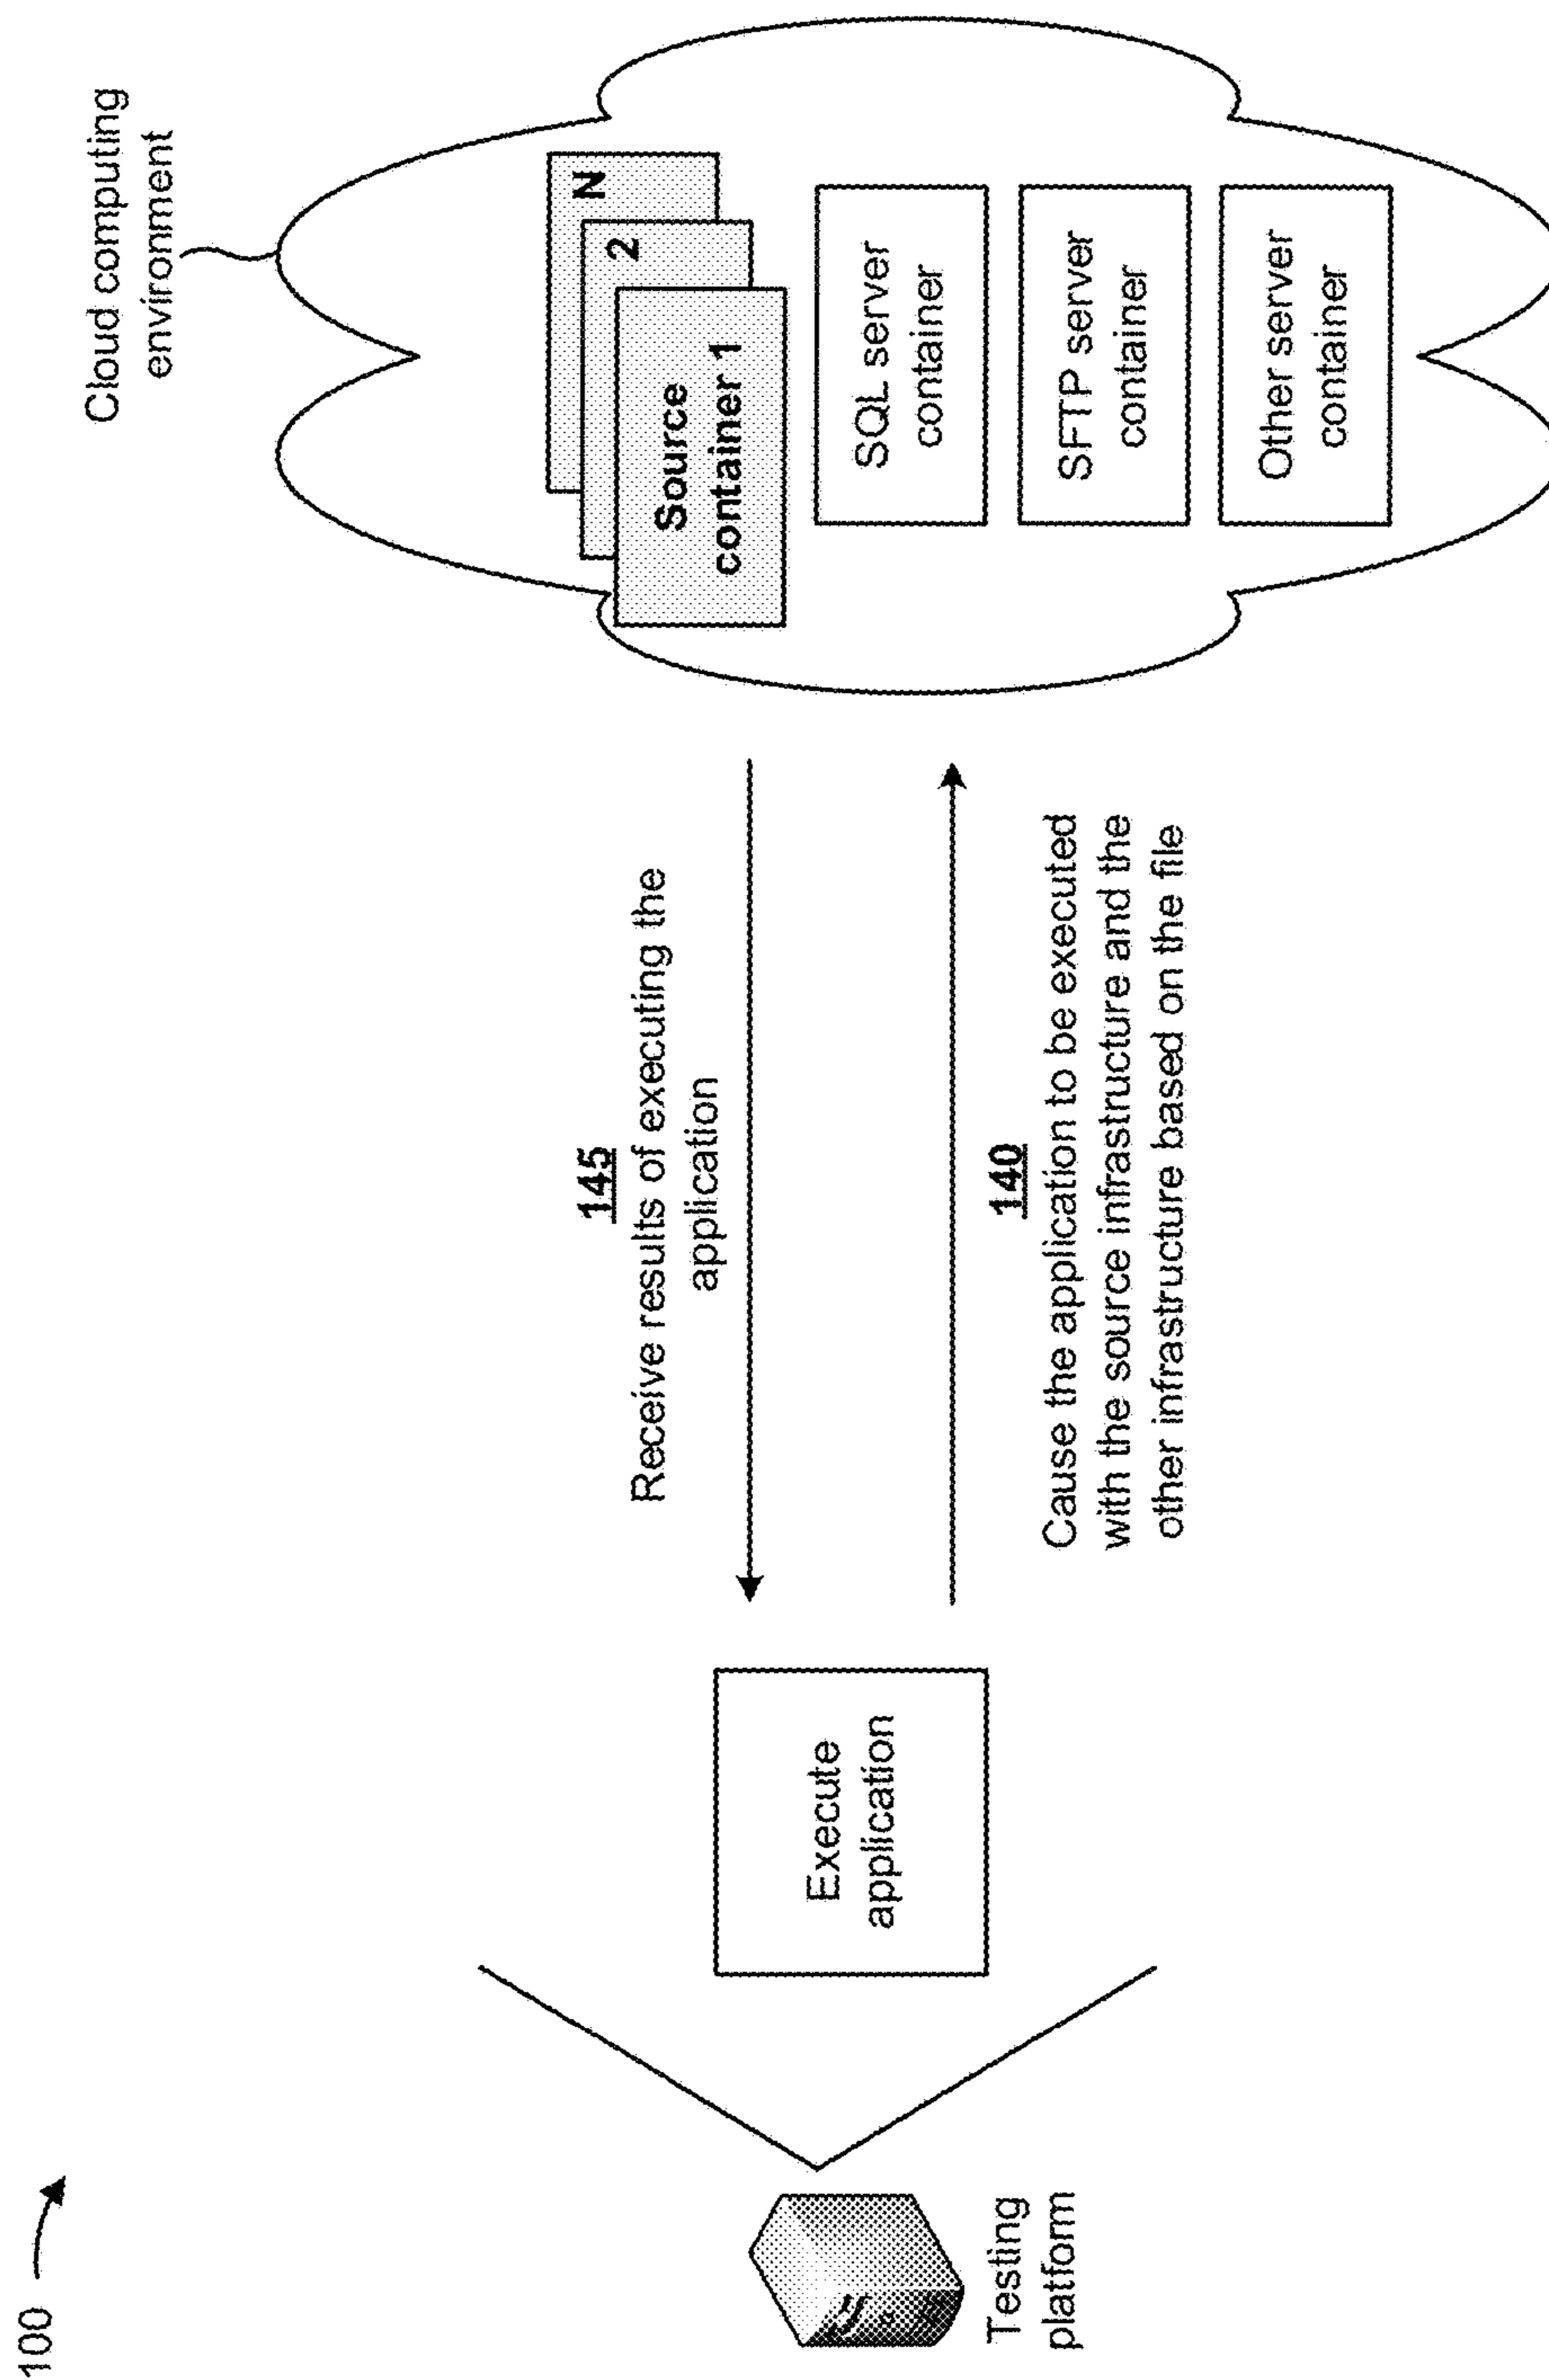 100
Cloud computing
environment
145
Receive results of executing the
application
140
Cause the application to be executed
with the source infrastructure and the
other infrastructure based on the file
Testing
platform
Execute
application
N
2
Source
container 1
SQL server
container
SFTP server
container
Other server
container